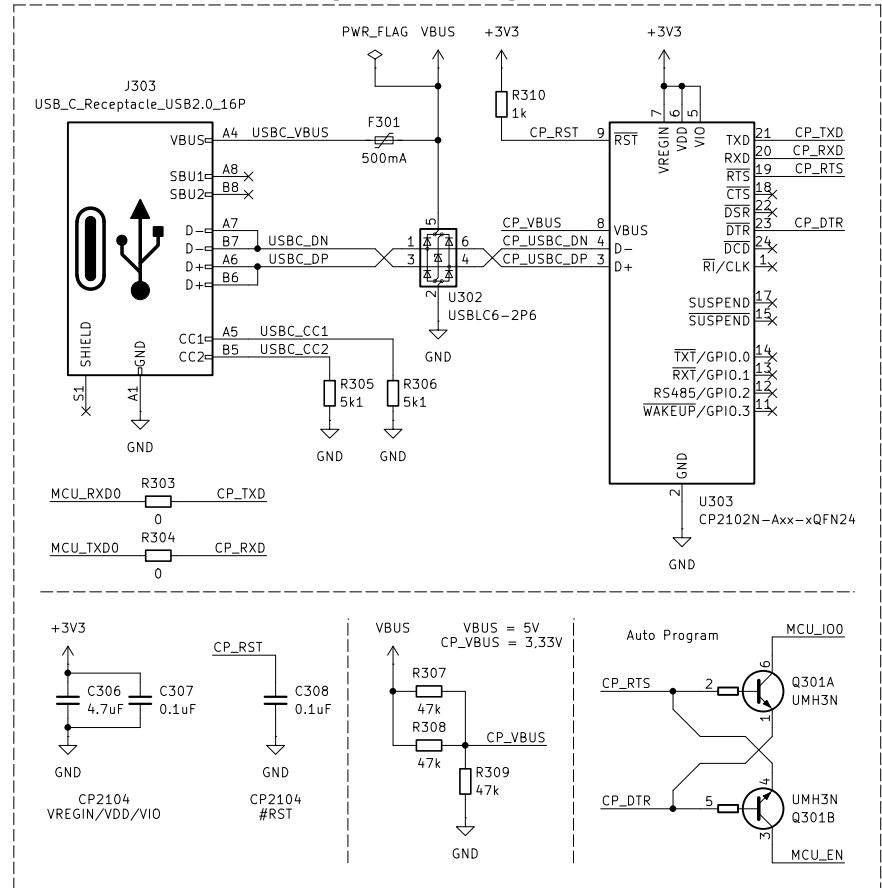 PWR_FLAG VBUS +3V3 +3V3
J303
USB_C_Receptacle_USB2.0_16P
F301
500mA
R310
1k
CP_RST 9
VBUS A4 USBC_VBUS
SBU1 A8
SBU2 B8
D- A7
D- B7 USBC_DN
D+ A6 USBC_DP
D+ B6
CC1 A5 USBC_CC1
CC2 B5 USBC_CC2
SHIELD
S1
GND
A1
GND
5
1 6
3 4
2
U302
USBLC6-2P6
GND
R305
5k1
GND
R306
5k1
GND
CP_VBUS 8
CP_USBC_DN 4
CP_USBC_DP 3
RST
VBUS
D-
D+
7 6 5
VREGIN
VDD
VIO
TXD 21 CP_TXD
RXD 20 CP_RXD
RTS 19 CP_RTS
CTS 18
DSR 22
DTR 23 CP_DTR
DCD 24
RI/CLK 1
SUSPEND 17
SUSPEND 15
TXT/GPIO.0 14
RXT/GPIO.1 13
RS485/GPIO.2 12
WAKEUP/GPIO.3 11
GND
2
U303
CP2102N-Axx-xQFN24
GND
MCU_RXD0 R303 CP_TXD
0
MCU_TXD0 R304 CP_RXD
0
+3V3
C306
4.7uF
C307
0.1uF
GND
CP2104
VREGIN/VDD/VIO
CP_RST
C308
0.1uF
GND
CP2104
#RST
VBUS
VBUS = 5V
CP_VBUS = 3,33V
R307
47k
R308
47k
CP_VBUS
R309
47k
GND
Auto Program
MCU_IO0
6
CP_RTS 2
Q301A
UMH3N
1
4
CP_DTR 5
UMH3N
Q301B
3
MCU_EN